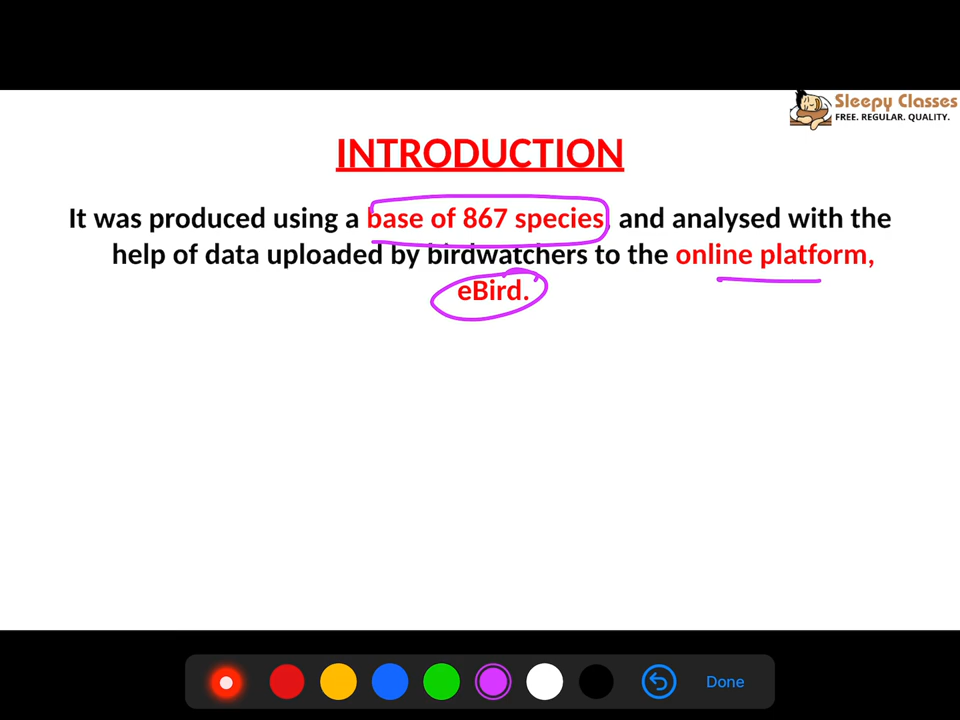 Sleepy Classes
FREE. REGULAR. QUALITY.
INTRODUCTION
It was produced using a base of 867 species, and analysed with the
help of data uploaded by birdwatchers to the online platform,
eBird.
Done